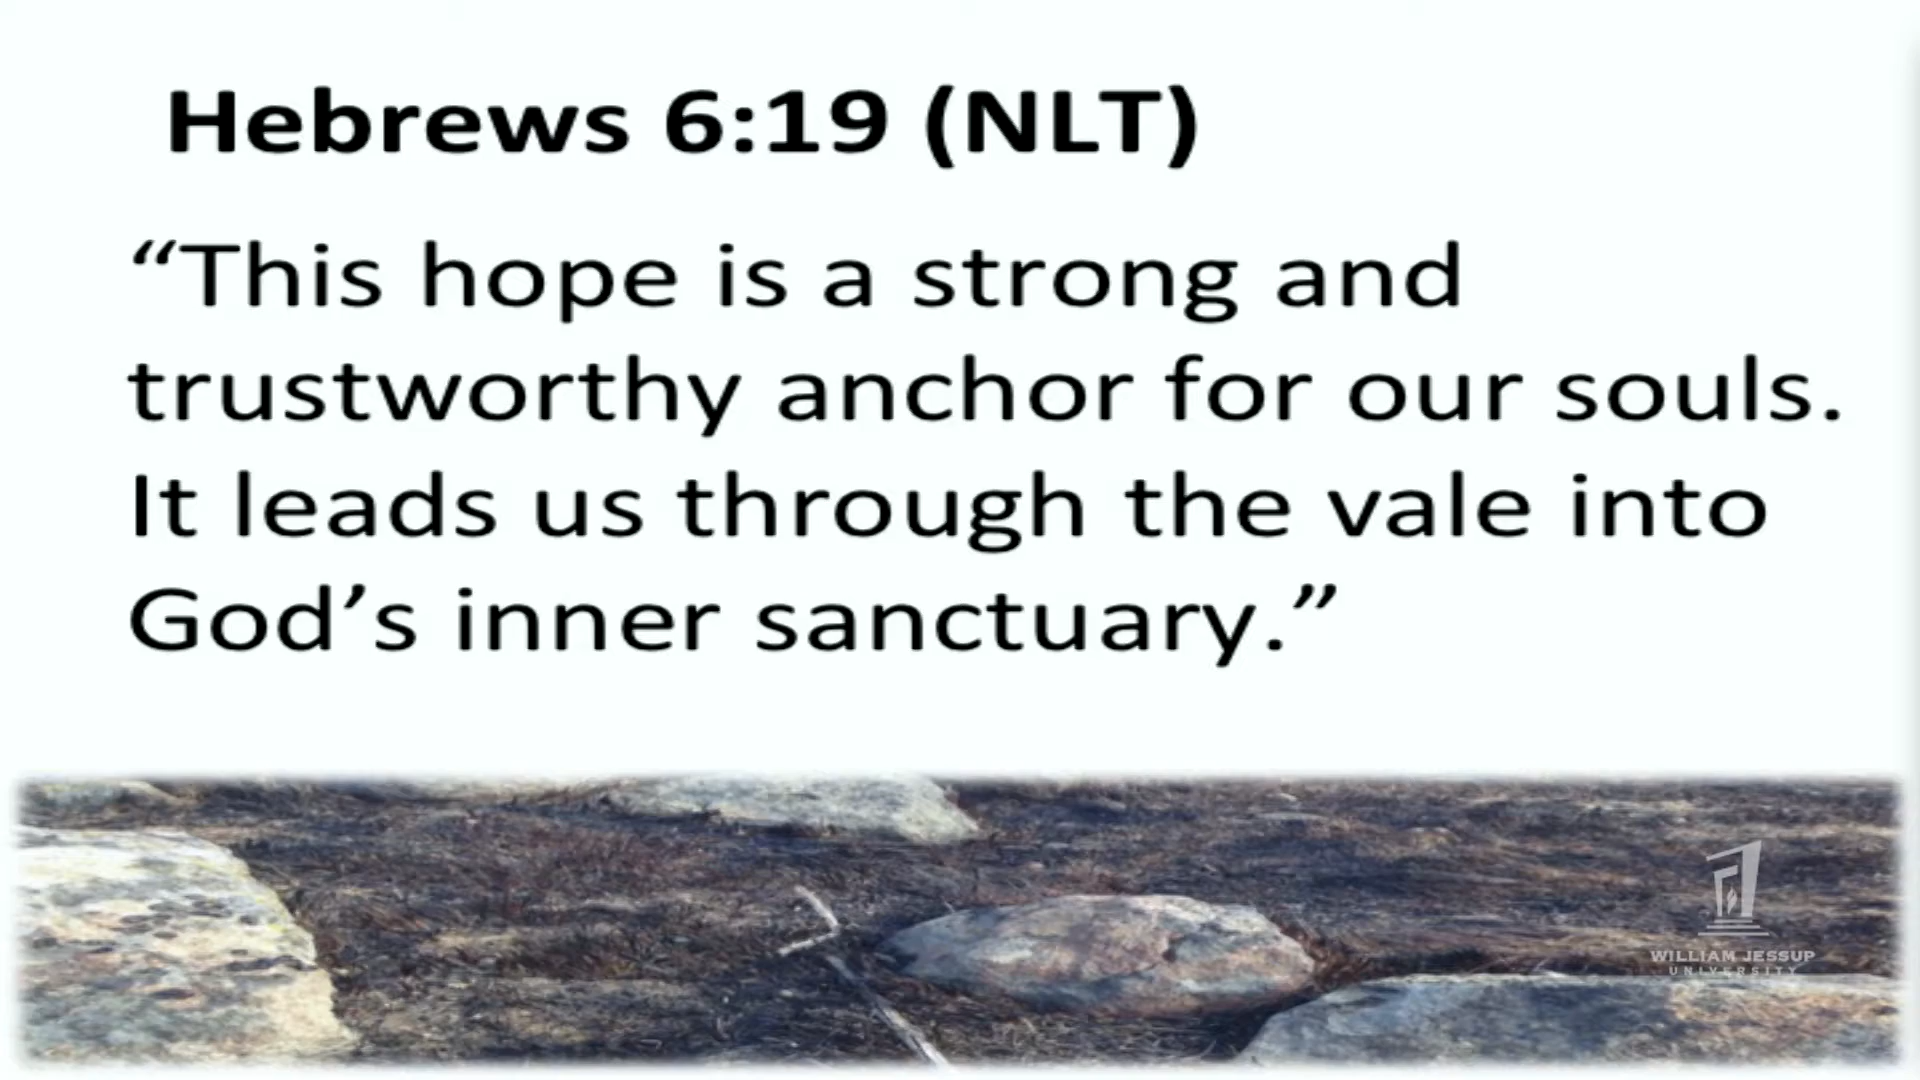 Hebrews 6:19 (NLT)
“This hope is a strong and
trustworthy anchor for our souls.
It leads us through the vale into
God’s inner sanctuary.”
WILLIAM JESSUP
UNIVERSITY